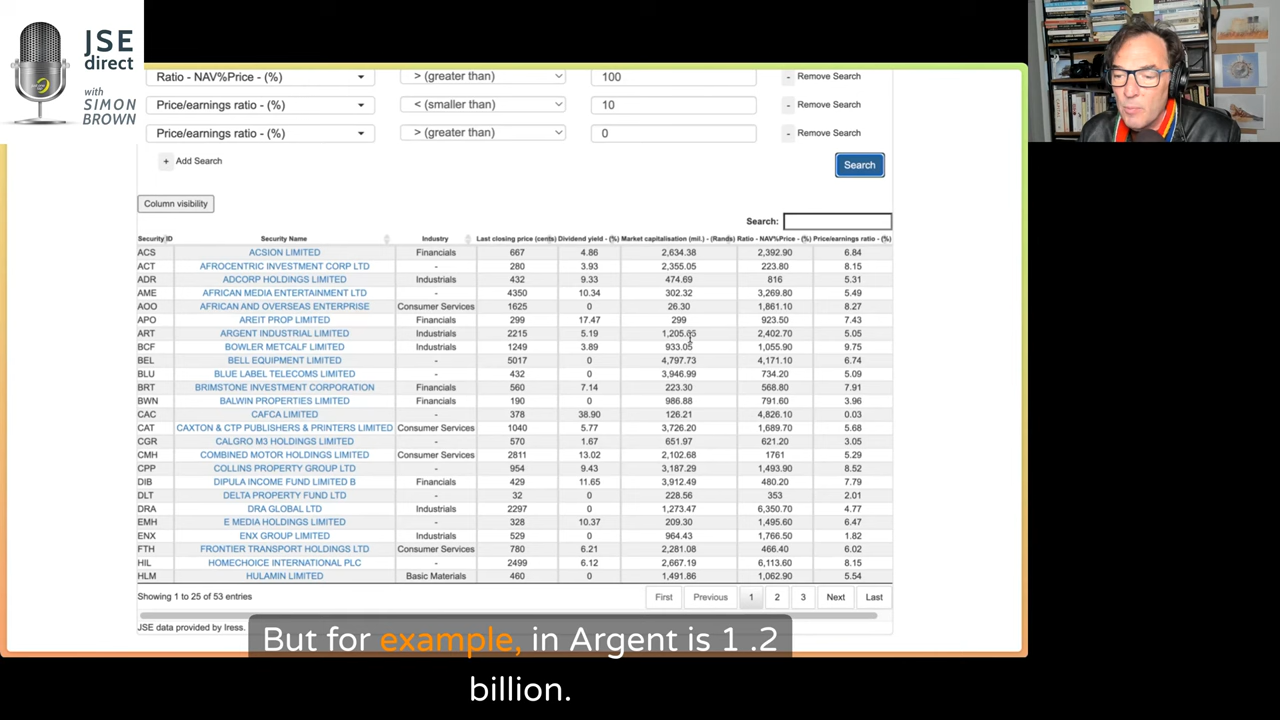 JSE
direct
with
SIMON
BROWN
Ratio - NAV%Price - (%) > (greater than) 100 - Remove Search
Price/earnings ratio - (%) < (smaller than) 10 - Remove Search
Price/earnings ratio - (%) > (greater than) 0 - Remove Search
+ Add Search
Search
Column visibility
Search:
Security ID Security Name Industry Last closing price (cents) Dividend yield - (%) Market capitalisation (mil.) - (Rands) Ratio - NAV%Price - (%) Price/earnings ratio - (%)
ACS ACSION LIMITED Financials 667 4.86 2,634.38 2,392.90 6.84
ACT AFROCENTRIC INVESTMENT CORP LTD - 280 3.93 2,355.05 223.80 8.15
ADR ADCORP HOLDINGS LIMITED Industrials 432 9.33 474.69 816 5.31
AME AFRICAN MEDIA ENTERTAINMENT LTD - 4350 10.34 302.32 3,269.80 5.49
AOO AFRICAN AND OVERSEAS ENTERPRISE Consumer Services 1625 0 26.30 1,861.10 8.27
APO AREIT PROP LIMITED Financials 299 17.47 299 923.50 7.43
ART ARGENT INDUSTRIAL LIMITED Industrials 2215 5.19 1,205.65 2,402.70 5.05
BCF BOWLER METCALF LIMITED Industrials 1249 3.89 933.05 1,055.90 9.75
BEL BELL EQUIPMENT LIMITED - 5017 0 4,797.73 4,171.10 6.74
BLU BLUE LABEL TELECOMS LIMITED - 432 0 3,946.99 734.20 5.09
BRT BRIMSTONE INVESTMENT CORPORATION Financials 560 7.14 223.30 568.80 7.91
BWN BALWIN PROPERTIES LIMITED Financials 190 0 986.88 791.60 3.96
CAC CAFCA LIMITED - 378 38.90 126.21 4,826.10 0.03
CAT CAXTON & CTP PUBLISHERS & PRINTERS LIMITED Consumer Services 1040 5.77 3,726.20 1,689.70 5.68
CGR CALGRO M3 HOLDINGS LIMITED - 570 1.67 651.97 621.20 3.05
CMH COMBINED MOTOR HOLDINGS LIMITED Consumer Services 2811 13.02 2,102.68 1761 5.29
CPP COLLINS PROPERTY GROUP LTD - 954 9.43 3,187.29 1,493.90 8.52
DIB DIPULA INCOME FUND LIMITED B Financials 429 11.65 3,912.49 480.20 7.79
DLT DELTA PROPERTY FUND LTD - 32 0 228.56 353 2.01
DRA DRA GLOBAL LTD Industrials 2297 0 1,273.47 6,350.70 4.77
EMH E MEDIA HOLDINGS LIMITED - 328 10.37 209.30 1,495.60 6.47
ENX ENX GROUP LIMITED Industrials 529 0 964.43 1,766.50 1.82
FTH FRONTIER TRANSPORT HOLDINGS LTD Consumer Services 780 6.21 2,281.08 466.40 6.02
HIL HOMECHOICE INTERNATIONAL PLC - 2499 6.12 2,667.19 6,113.60 8.15
HLM HULAMIN LIMITED Basic Materials 460 0 1,491.86 1,062.90 5.54
Showing 1 to 25 of 53 entries First Previous 1 2 3 Next Last
JSE data provided by Iress.
But for example, in Argent is 1 .2
billion.